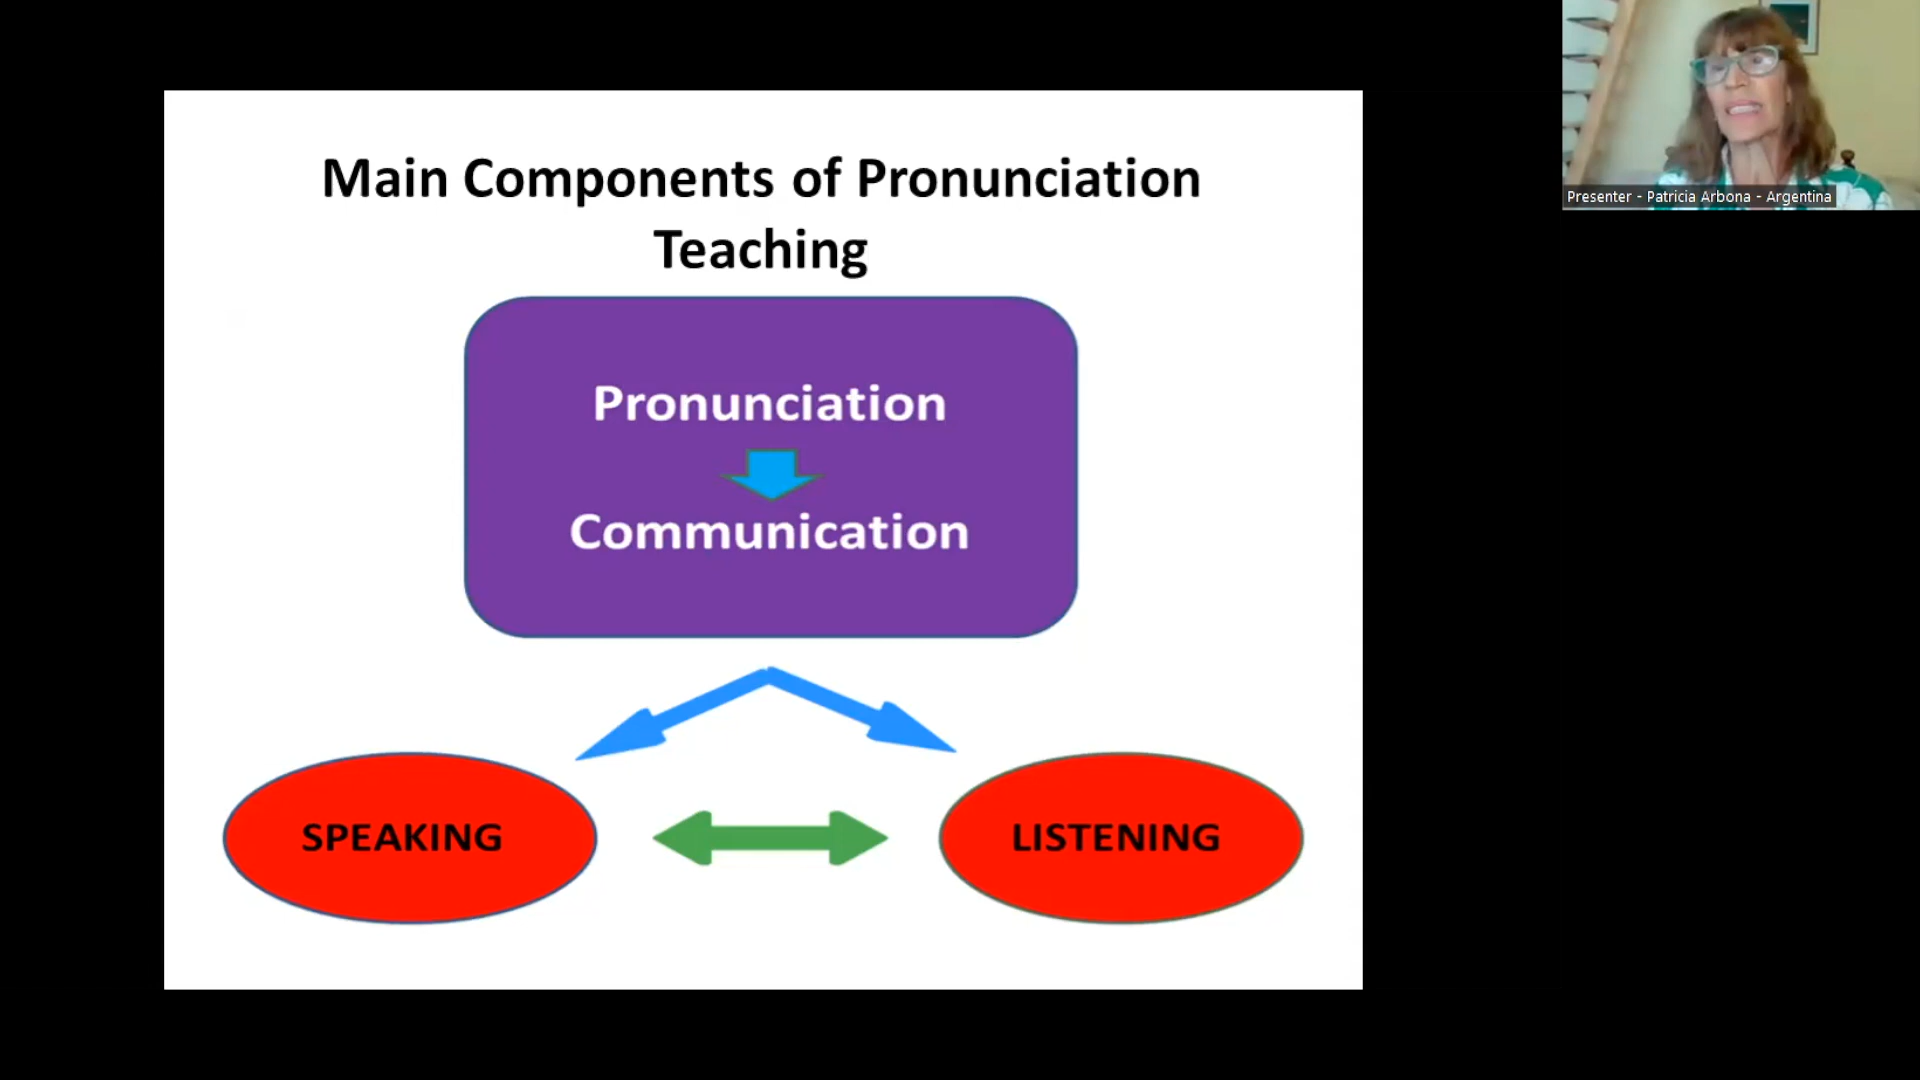 Main Components of Pronunciation
Teaching
Pronunciation
Communication
SPEAKING
LISTENING
Presenter - Patricia Arbona - Argentina